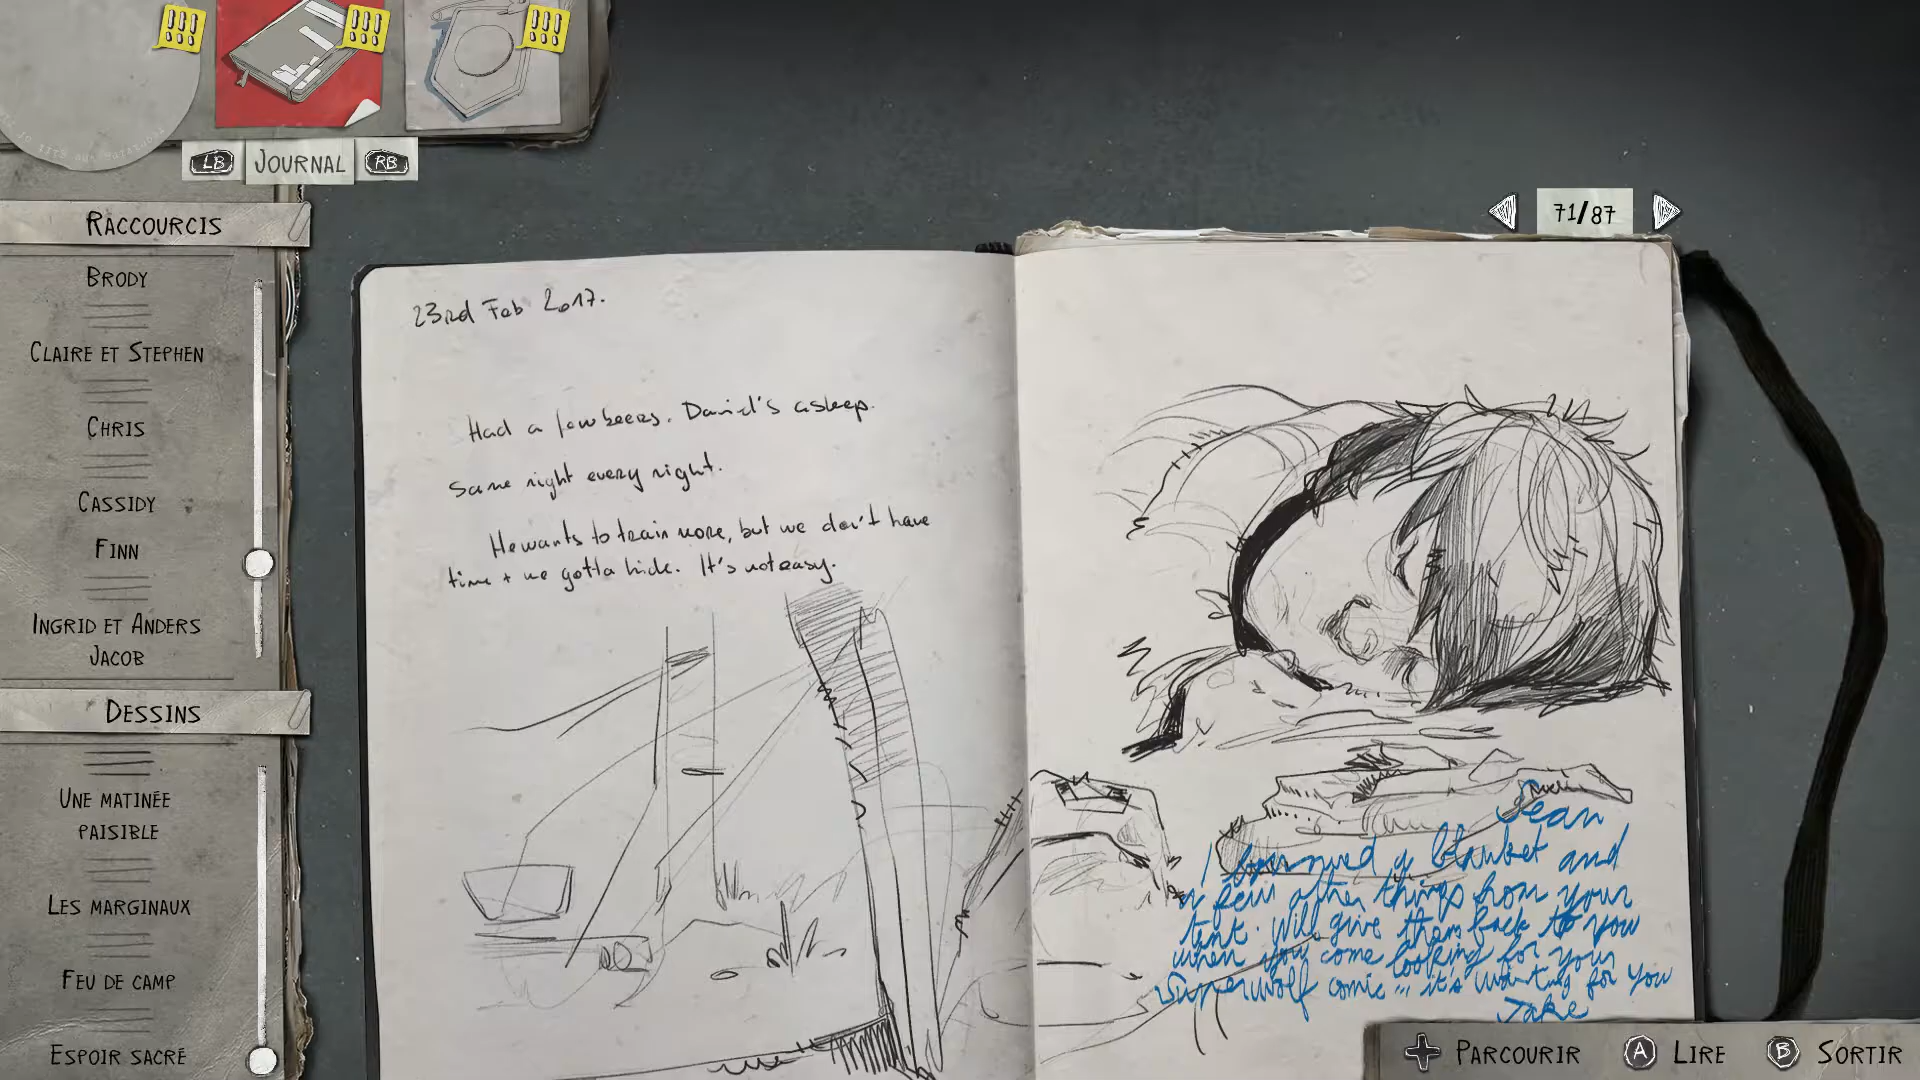 LB JOURNAL RB
RACCOURCIS
BRODY
CLAIRE ET STEPHEN
CHRIS
CASSIDY
FINN
INGRID ET ANDERS
JACOB
DESSINS
UNE MATINÉE
PAISIBLE
LES MARGINAUX
FEU DE CAMP
ESPOIR SACRÉ
71/87
23rd Feb 2017.
Had a few beers. Daniel's asleep.
Same night every night.
He wants to train more, but we don't have
time + we gotta hide. It's not easy.
Sean
I borrowed a blanket and
a few other things from your
tent. Will give them back to you
when you come looking for your
Superwolf comic... it's waiting for you
Jake
PARCOURIR A LIRE B SORTIR